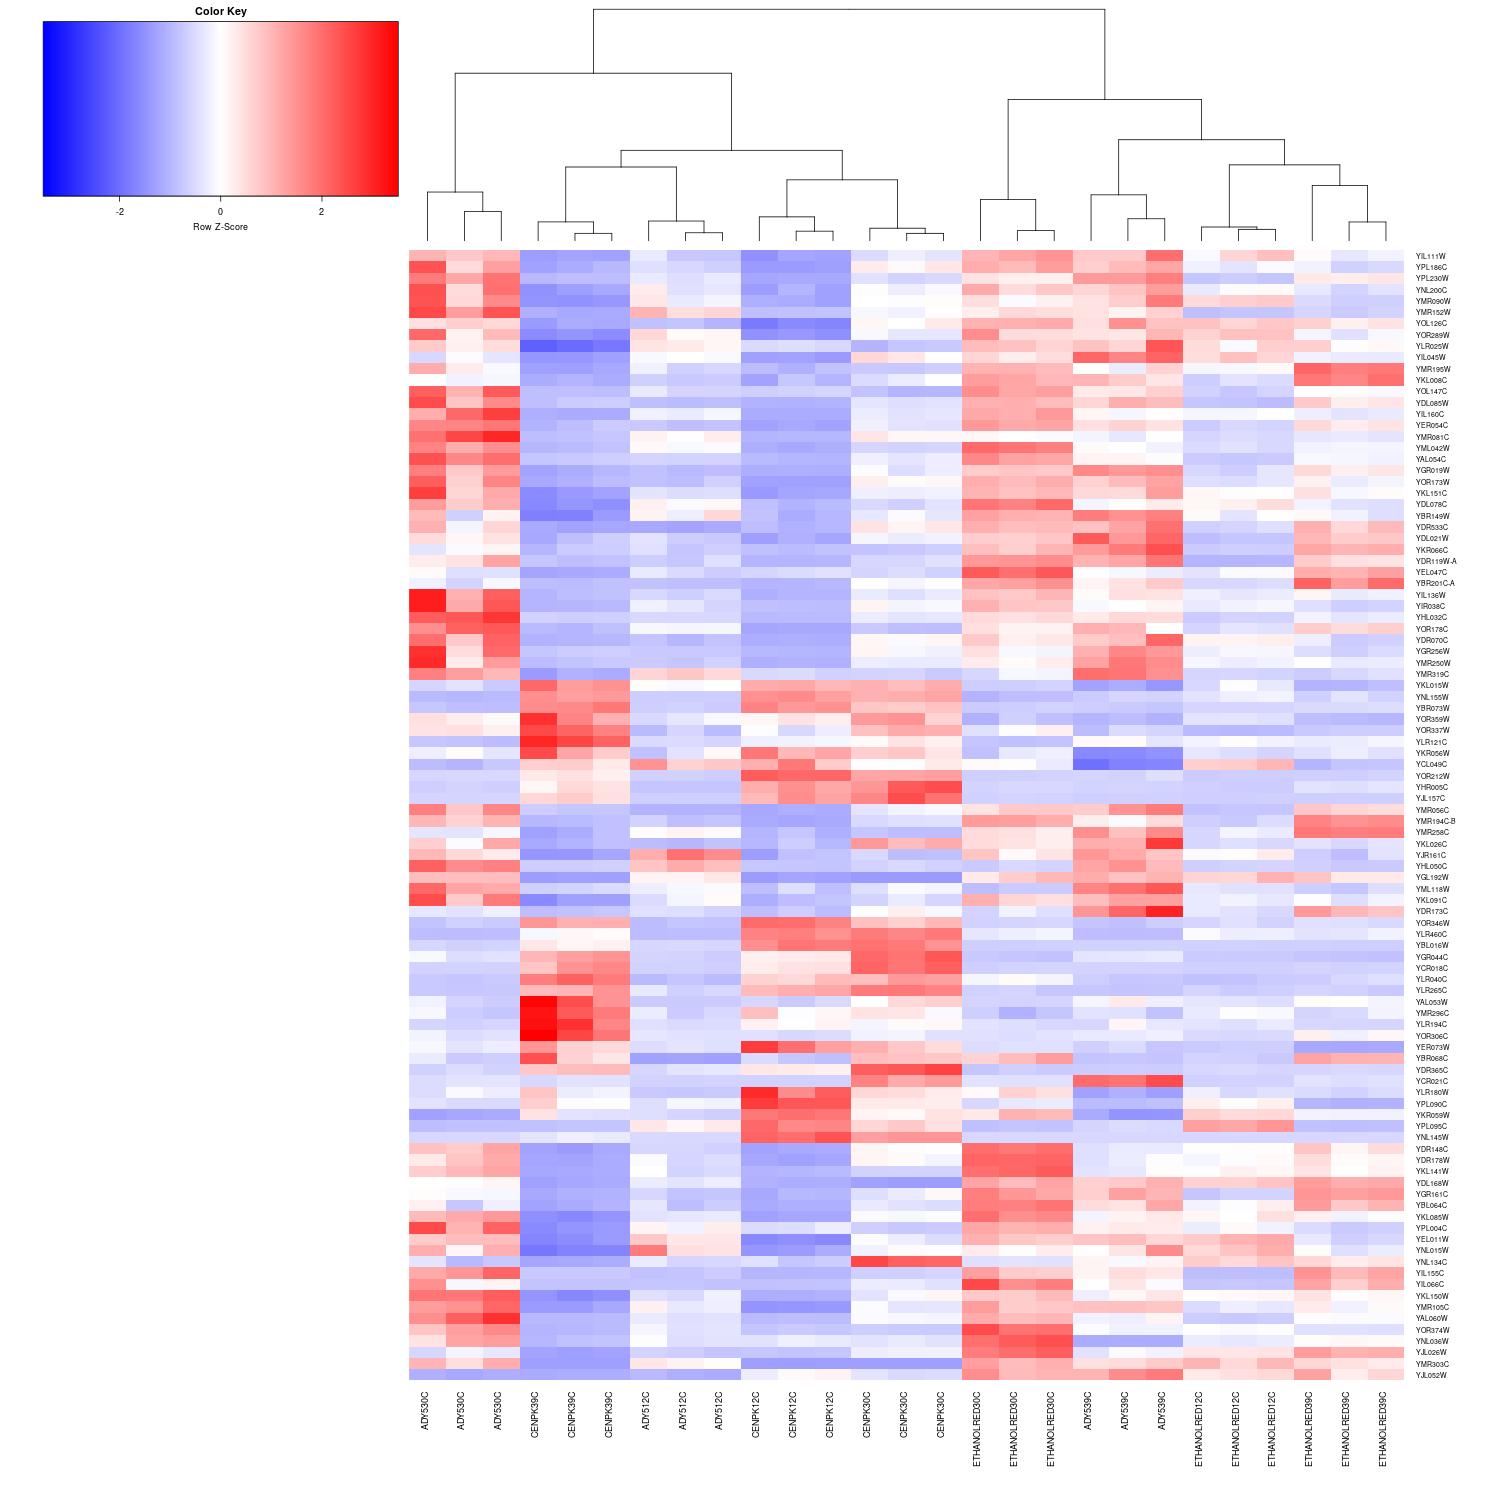 Color Key
-2 0 2
Row Z-Score
YIL111W
YPL186C
YPL230W
YNL200C
YMR090W
YMR152W
YOL126C
YOR289W
YLR025W
YIL045W
YMR195W
YKL008C
YOL147C
YDL085W
YIL160C
YER054C
YMR081C
YML042W
YAL054C
YGR019W
YOR173W
YKL151C
YDL078C
YBR149W
YDR533C
YDL021W
YKR066C
YDR119W-A
YEL047C
YBR201C-A
YIL136W
YIR038C
YHL032C
YOR178C
YDR070C
YGR256W
YMR250W
YMR319C
YKL015W
YNL155W
YBR073W
YOR359W
YOR337W
YLR121C
YKR056W
YCL049C
YOR212W
YHR005C
YJL157C
YMR056C
YMR194C-B
YMR258C
YKL026C
YJR161C
YHL050C
YGL192W
YML118W
YKL091C
YDR173C
YOR346W
YLR460C
YBL016W
YGR044C
YCR018C
YLR040C
YLR265C
YAL053W
YMR296C
YLR194C
YOR306C
YER073W
YBR068C
YDR365C
YCR021C
YLR180W
YPL090C
YKR059W
YPL095C
YNL145W
YDR148C
YDR178W
YKL141W
YDL168W
YGR161C
YBL064C
YKL085W
YPL004C
YEL011W
YNL015W
YNL134C
YIL155C
YIL066C
YKL150W
YMR105C
YAL060W
YOR374W
YNL036W
YJL026W
YMR303C
YJL052W
ADY530C
ADY530C
ADY530C
CENPK39C
CENPK39C
CENPK39C
ADY512C
ADY512C
ADY512C
CENPK12C
CENPK12C
CENPK12C
CENPK30C
CENPK30C
CENPK30C
ETHANOLRED30C
ETHANOLRED30C
ETHANOLRED30C
ADY539C
ADY539C
ADY539C
ETHANOLRED12C
ETHANOLRED12C
ETHANOLRED12C
ETHANOLRED39C
ETHANOLRED39C
ETHANOLRED39C